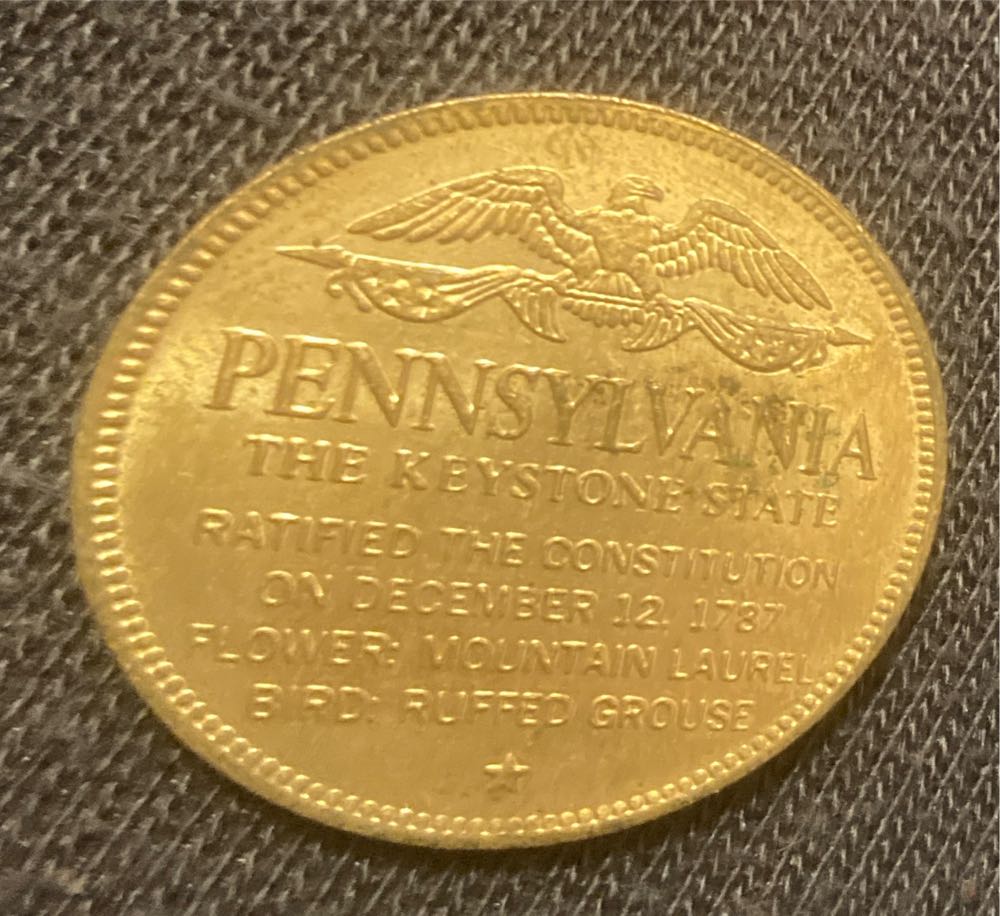 PENNSYLVANIA
THE KEYSTONE STATE
RATIFIED THE CONSTITUTION
ON DECEMBER 12, 1787
FLOWER: MOUNTAIN LAUREL
BIRD: RUFFED GROUSE